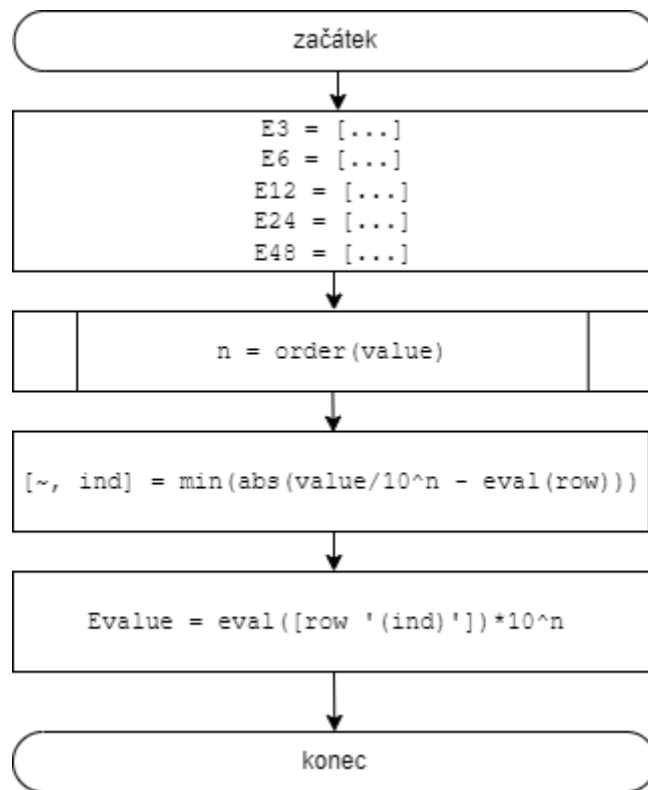 začátek
E3 = [...]
E6 = [...]
E12 = [...]
E24 = [...]
E48 = [...]
n = order(value)
[~, ind] = min(abs(value/10^n - eval(row)))
Evalue = eval([row '(ind)'])*10^n
konec